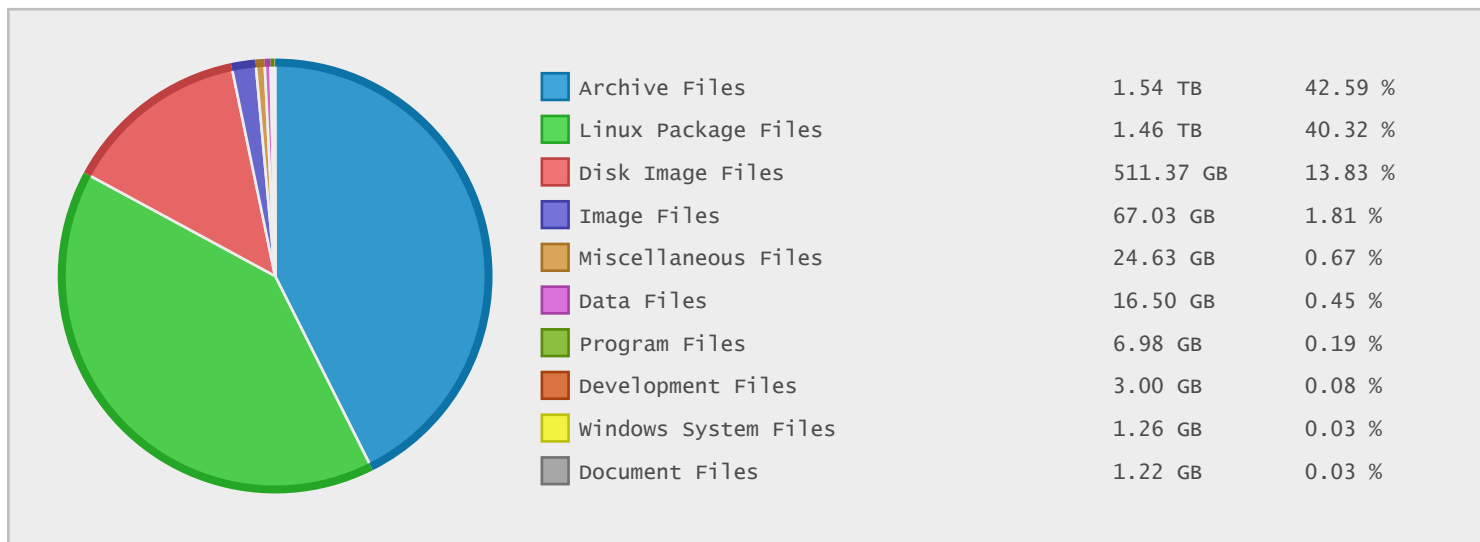 Archive Files 1.54 TB 42.59 %
Linux Package Files 1.46 TB 40.32 %
Disk Image Files 511.37 GB 13.83 %
Image Files 67.03 GB 1.81 %
Miscellaneous Files 24.63 GB 0.67 %
Data Files 16.50 GB 0.45 %
Program Files 6.98 GB 0.19 %
Development Files 3.00 GB 0.08 %
Windows System Files 1.26 GB 0.03 %
Document Files 1.22 GB 0.03 %